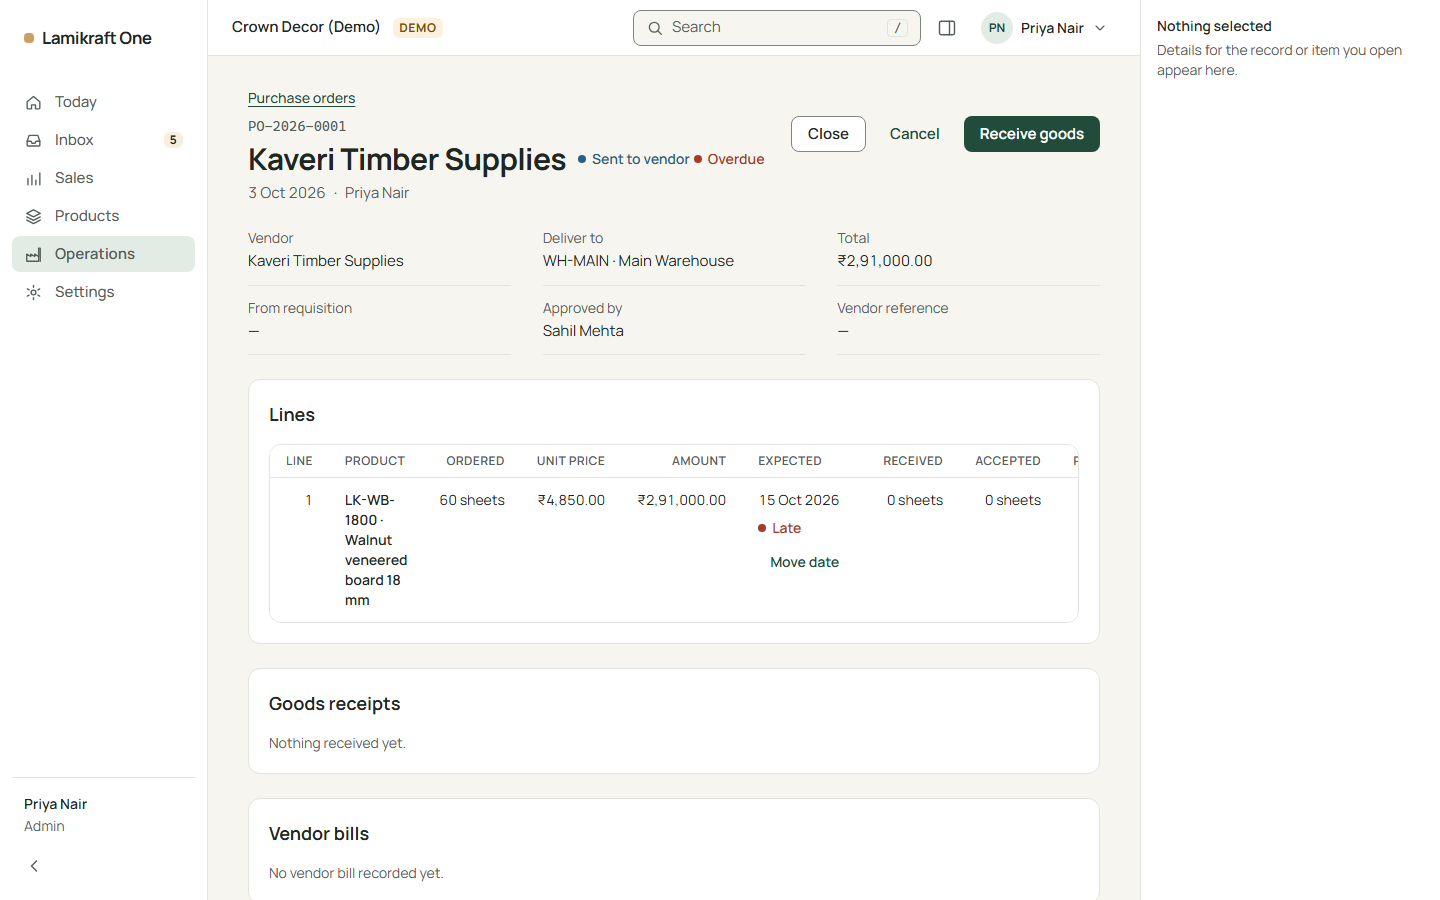 Lamikraft One
Today
Inbox 5
Sales
Products
Operations
Settings
Priya Nair
Admin
Crown Decor (Demo) DEMO
Search /
PN Priya Nair
Purchase orders
PO-2026-0001
Kaveri Timber Supplies Sent to vendor Overdue
3 Oct 2026 · Priya Nair
Close Cancel Receive goods
Vendor
Kaveri Timber Supplies
Deliver to
WH-MAIN · Main Warehouse
Total
₹2,91,000.00
From requisition
—
Approved by
Sahil Mehta
Vendor reference
—
Lines
LINE PRODUCT ORDERED UNIT PRICE AMOUNT EXPECTED RECEIVED ACCEPTED
1 LK-WB- 60 sheets ₹4,850.00 ₹2,91,000.00 15 Oct 2026 0 sheets 0 sheets
1800 ·
Walnut
veneered
board 18
mm
Late
Move date
Goods receipts
Nothing received yet.
Vendor bills
No vendor bill recorded yet.
Nothing selected
Details for the record or item you open
appear here.